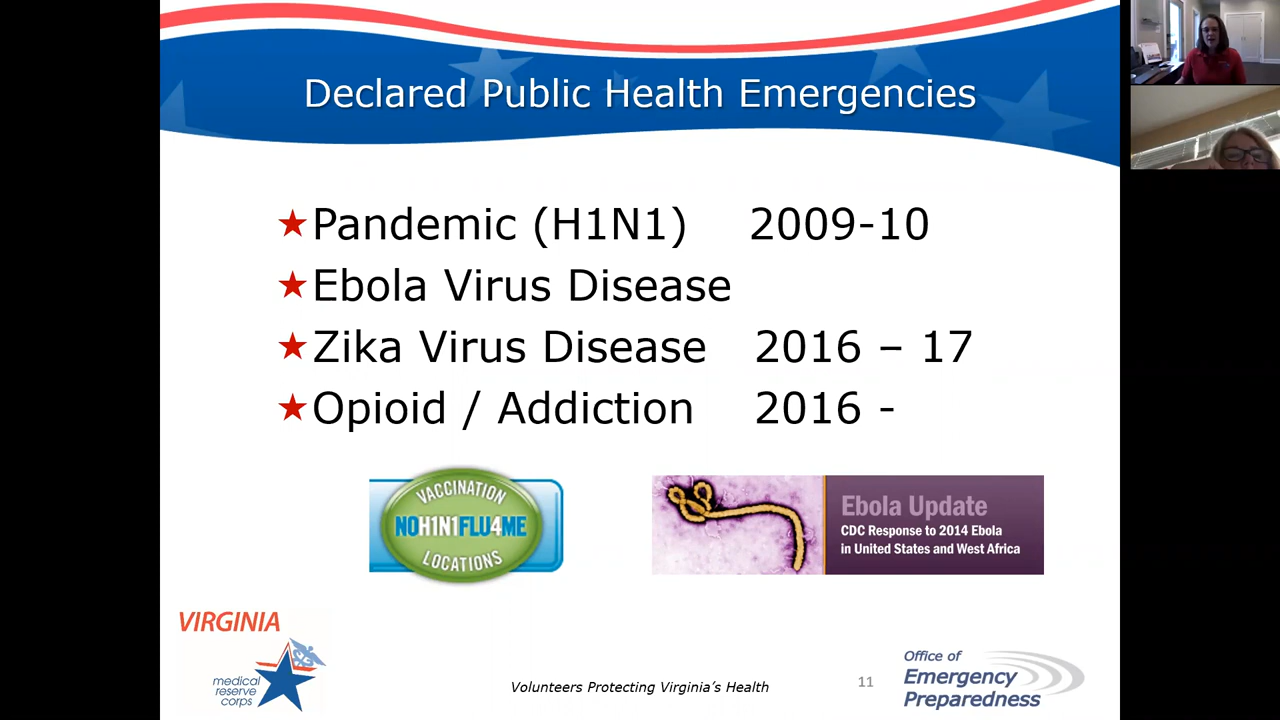 Declared Public Health Emergencies
★Pandemic (H1N1) 2009-10
★Ebola Virus Disease
★Zika Virus Disease 2016 – 17
★Opioid / Addiction 2016 -
VACCINATION
NOH1N1FLU4ME
LOCATIONS
Ebola Update
CDC Response to 2014 Ebola
in United States and West Africa
VIRGINIA
medical
reserve
corps
Volunteers Protecting Virginia’s Health
11
Office of
Emergency
Preparedness